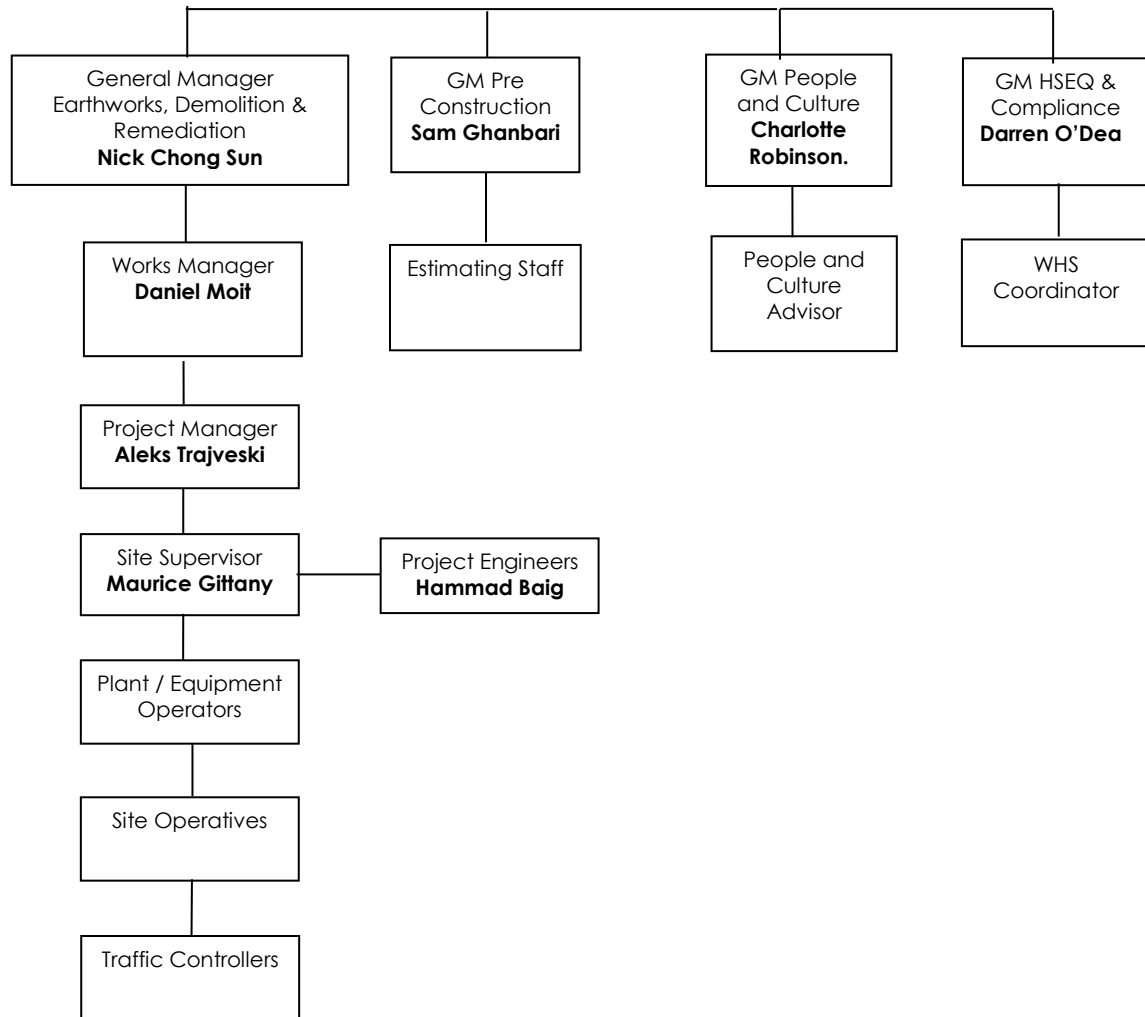 General Manager
Earthworks, Demolition &
Remediation
Nick Chong Sun
GM Pre
Construction
Sam Ghanbari
GM People
and Culture
Charlotte
Robinson.
GM HSEQ &
Compliance
Darren O'Dea
Works Manager
Daniel Moit
Estimating Staff
People and
Culture
Advisor
WHS
Coordinator
Project Manager
Aleks Trajveski
Site Supervisor
Maurice Gittany
Project Engineers
Hammad Baig
Plant / Equipment
Operators
Site Operatives
Traffic Controllers